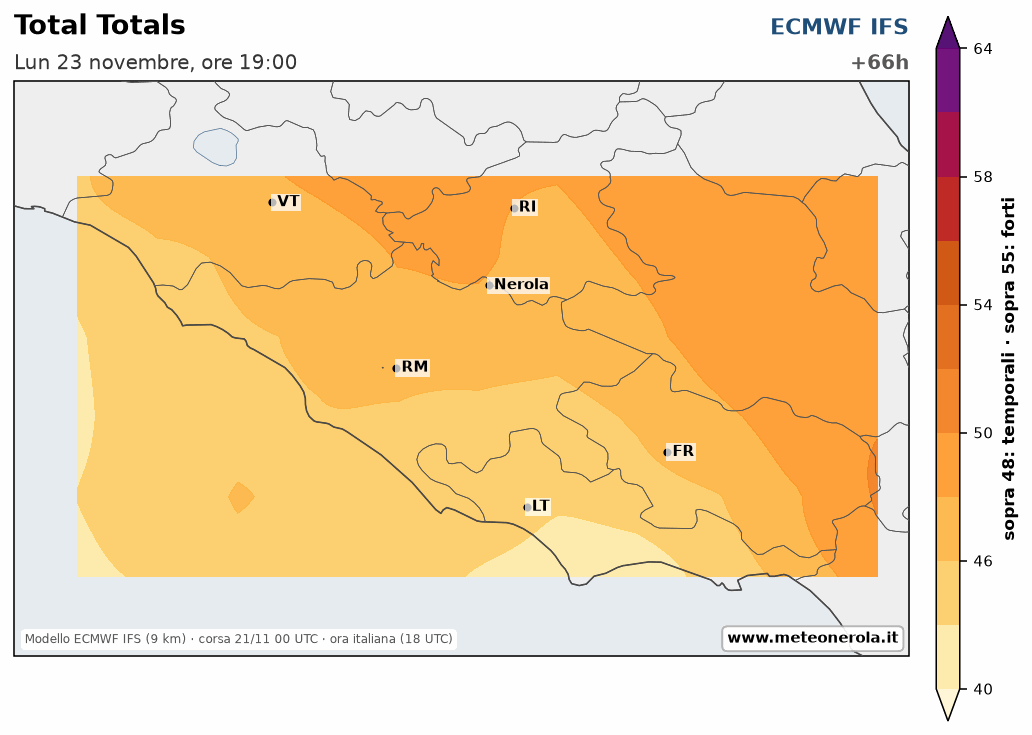 Total Totals
ECMWF IFS
Lun 23 novembre, ore 19:00
+66h
VT
RI
Nerola
RM
FR
LT
64
58
54
50
46
40
sopra 48: temporali · sopra 55: forti
Modello ECMWF IFS (9 km) · corsa 21/11 00 UTC · ora italiana (18 UTC)
www.meteonerola.it